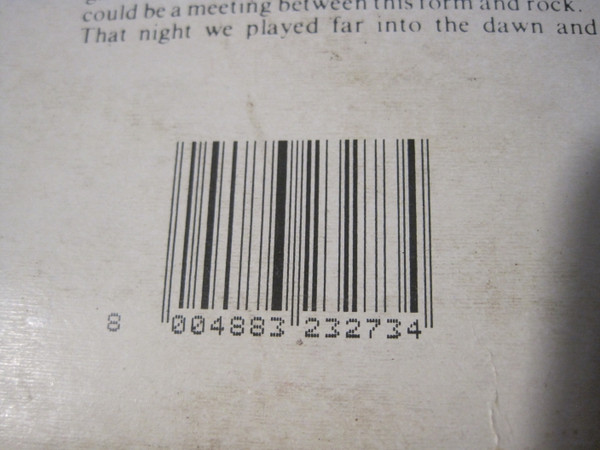 could be a meeting between this form and rock.
That night we played far into the dawn and
8 004883 232734